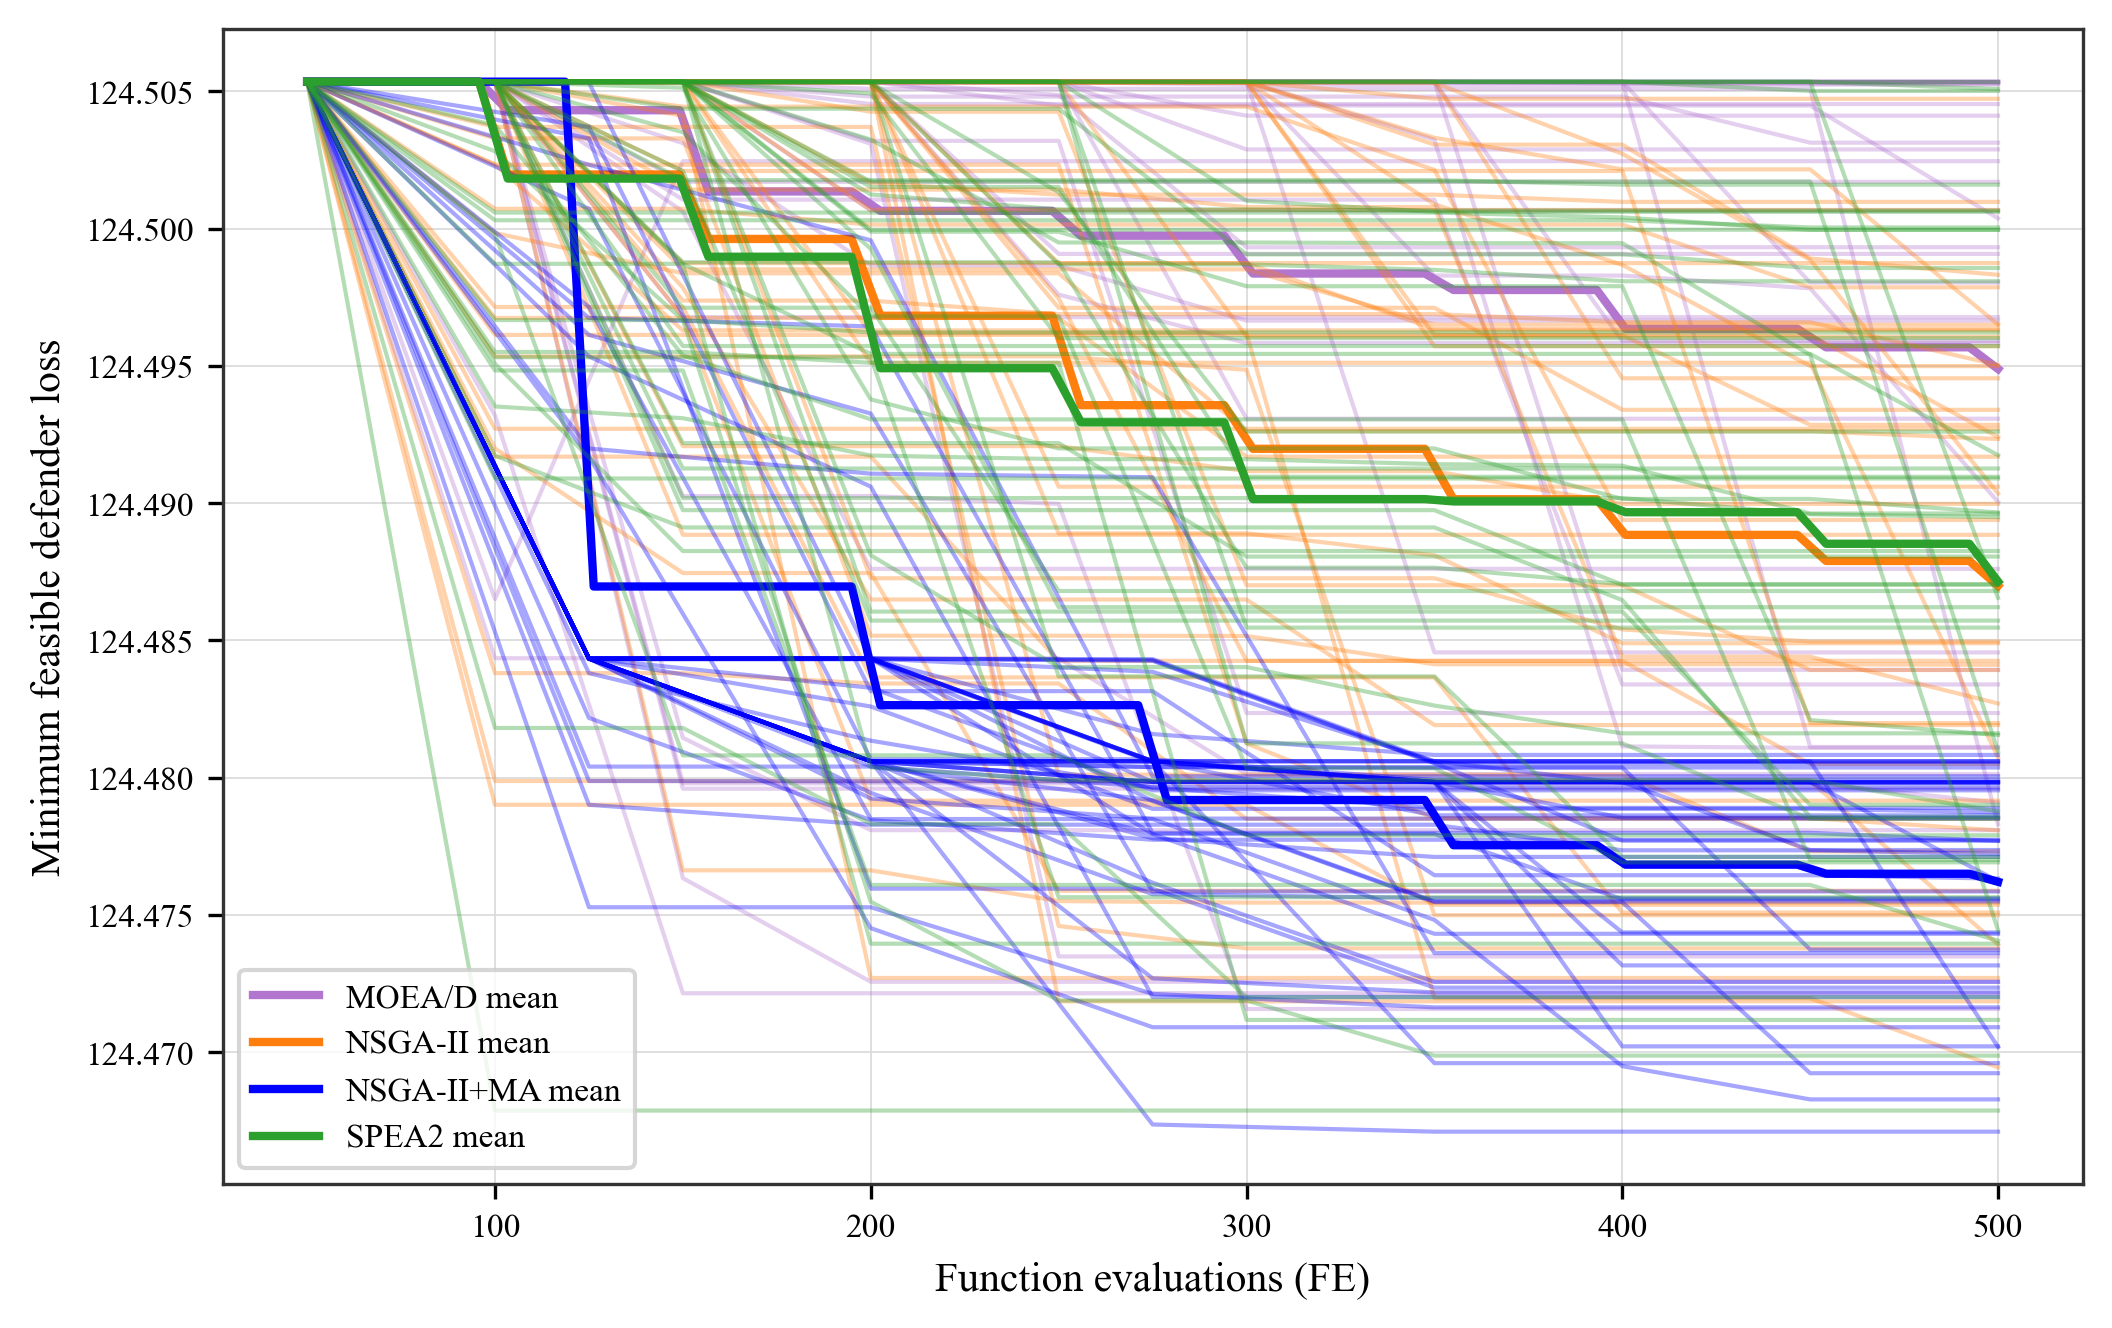 Minimum feasible defender loss
124.505
124.500
124.495
124.490
124.485
124.480
124.475
124.470
MOEA/D mean
NSGA-II mean
NSGA-II+MA mean
SPEA2 mean
100
200
300
400
500
Function evaluations (FE)